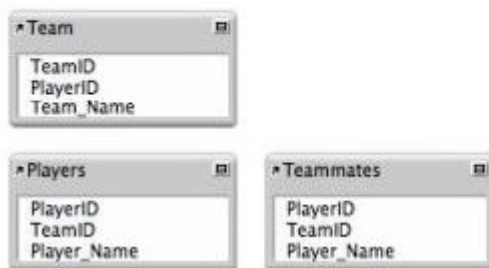 Team
TeamID
PlayerID
Team_Name
Players
PlayerID
TeamID
Player_Name
Teammates
PlayerID
TeamID
Player_Name